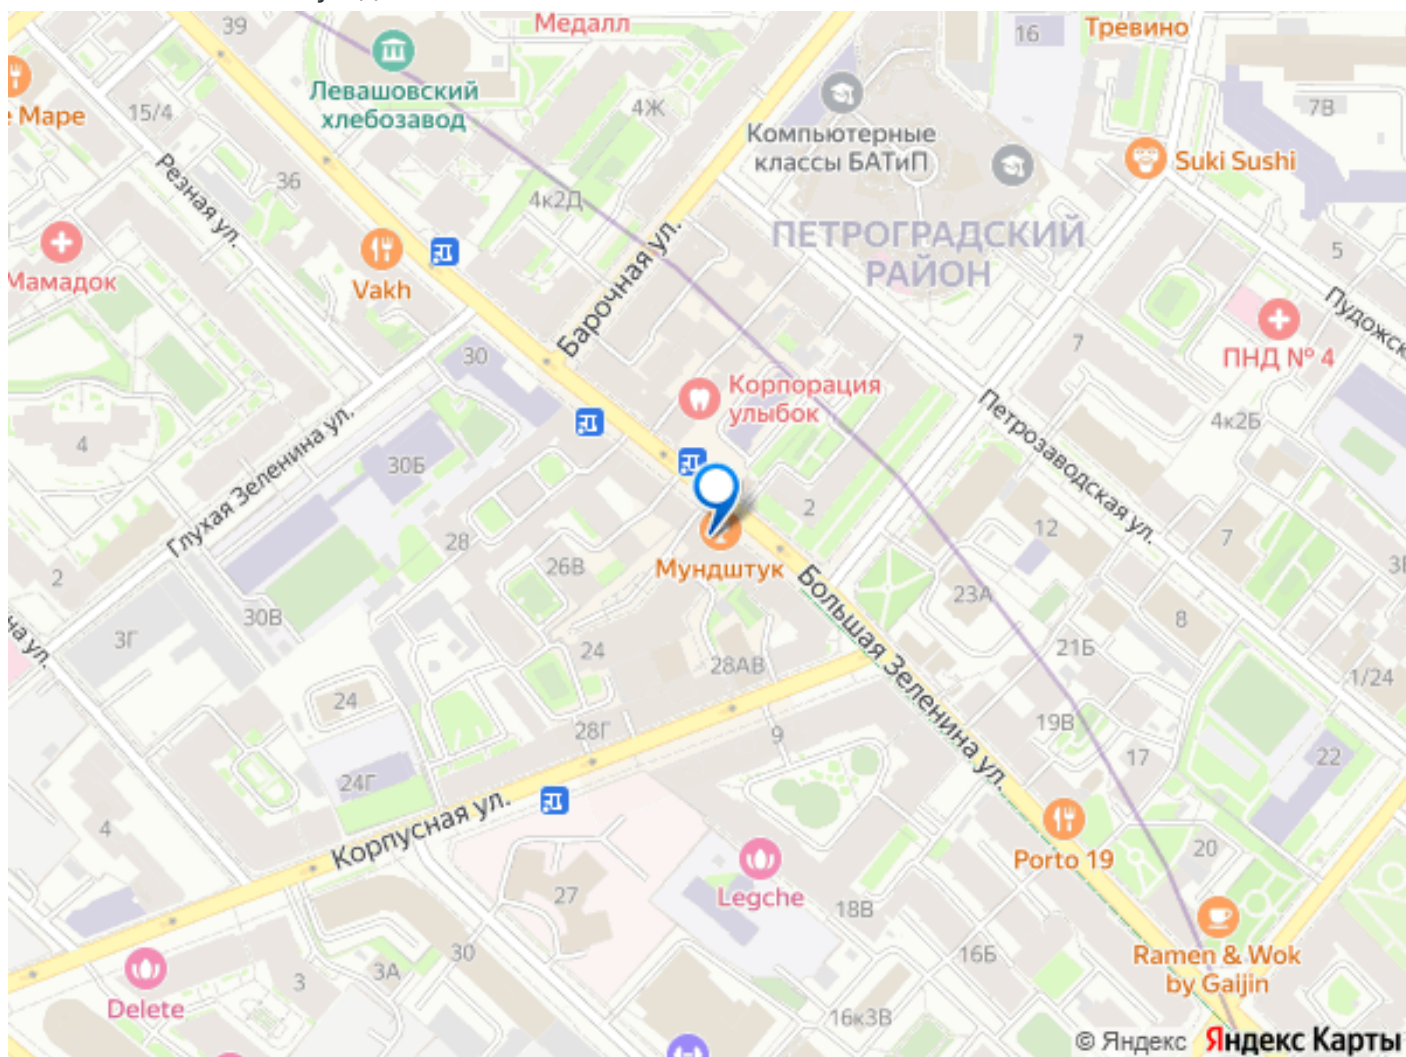 39
Медалл
16
Тревино
Левашовский
хлебозавод
е Маре
15/4
4Ж
7В
Компьютерные
классы БАТиП
Suki Sushi
Резная ул.
36
4к2Д
ПЕТРОГРАДСКИЙ
РАЙОН
5
Мамадок
Vakh
Барочная ул.
Пудожск
7
ПНД № 4
30
Корпорация
улыбок
4
Глухая Зеленина ул.
30Б
Петрозаводская ул.
4к2Б
2
12
7
28
26В
Мундштук
Большая Зеленина ул.
2
23А
8
30В
3Г
на ул.
24
28АВ
21Б
1/24
24
28Г
9
19В
17
22
24Г
Корпусная ул.
4
Porto 19
20
Legche
27
18В
30
16Б
Ramen & Wok
by Gaijin
3А
3
Delete
16к3В
© Яндекс Яндекс Карты